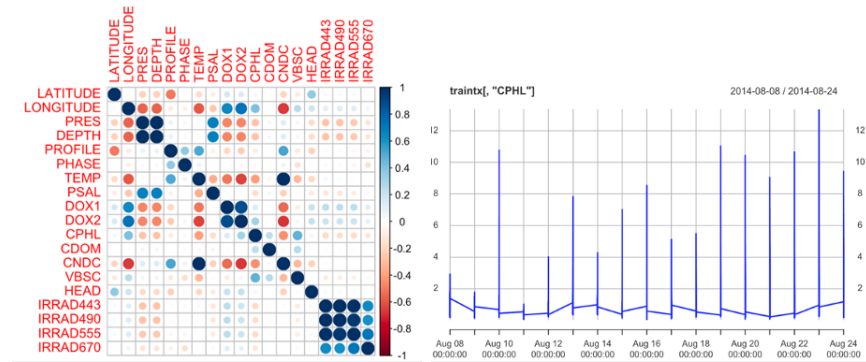 LATITUDE
LONGITUDE
PRES
DEPTH
PROFILE
PHASE
TEMP
PSAL
DOX1
DOX2
CPHL
CDOM
CNDC
VBSC
HEAD
IRRAD443
IRRAD490
IRRAD555
IRRAD670
LATITUDE
LONGITUDE
PRES
DEPTH
PROFILE
PHASE
TEMP
PSAL
DOX1
DOX2
CPHL
CDOM
CNDC
VBSC
HEAD
IRRAD443
IRRAD490
IRRAD555
IRRAD670
1
0.8
0.6
0.4
0.2
0
-0.2
-0.4
-0.6
-0.8
-1
traintx[, "CPHL"]
2014-08-08 / 2014-08-24
12
10
8
6
4
2
12
10
8
6
4
2
Aug 08 Aug 10 Aug 12 Aug 14 Aug 16 Aug 18 Aug 20 Aug 22 Aug 24
00:00:00 00:00:00 00:00:00 00:00:00 00:00:00 00:00:00 00:00:00 00:00:00 00:00:00